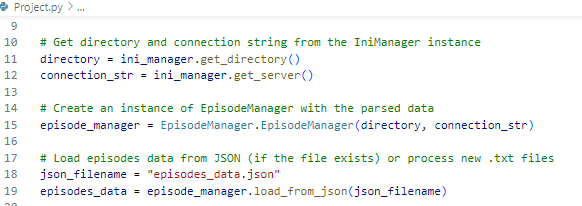 Project.py > ...
9
10 # Get directory and connection string from the IniManager instance
11 directory = ini_manager.get_directory()
12 connection_str = ini_manager.get_server()
13
14 # Create an instance of EpisodeManager with the parsed data
15 episode_manager = EpisodeManager.EpisodeManager(directory, connection_str)
16
17 # Load episodes data from JSON (if the file exists) or process new .txt files
18 json_filename = "episodes_data.json"
19 episodes_data = episode_manager.load_from_json(json_filename)